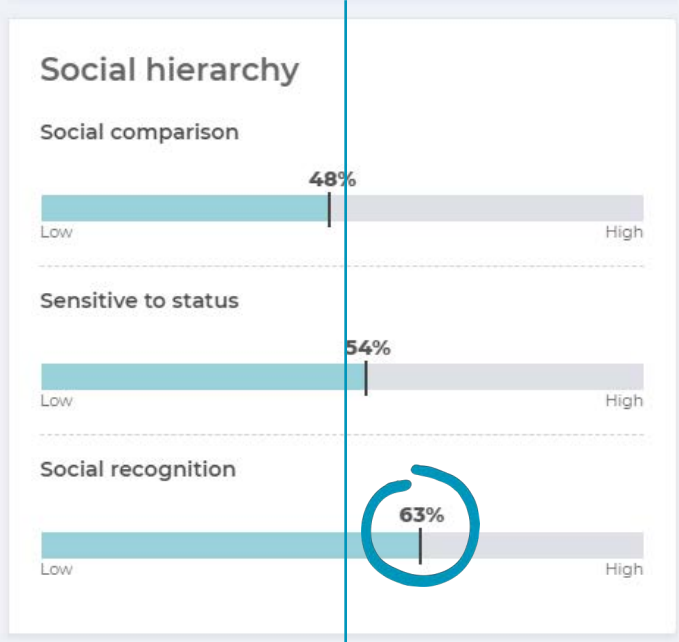 Social hierarchy
Social comparison
48%
Low High
Sensitive to status
54%
Low High
Social recognition
63%
Low High